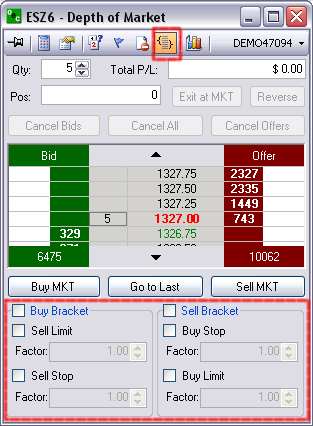 ESZ6 - Depth of Market
DEMO47094
Qty: 5 Total P/L: $ 0.00
Pos: 0 Exit at MKT Reverse
Cancel Bids Cancel All Cancel Offers
Bid Offer
1327.75 2327
1327.50 2335
1327.25 1449
5 1327.00 743
329 1326.75
6475 10062
Buy MKT Go to Last Sell MKT
Buy Bracket Sell Bracket
Sell Limit Buy Stop
Factor: 1.00 Factor: 1.00
Sell Stop Buy Limit
Factor: 1.00 Factor: 1.00